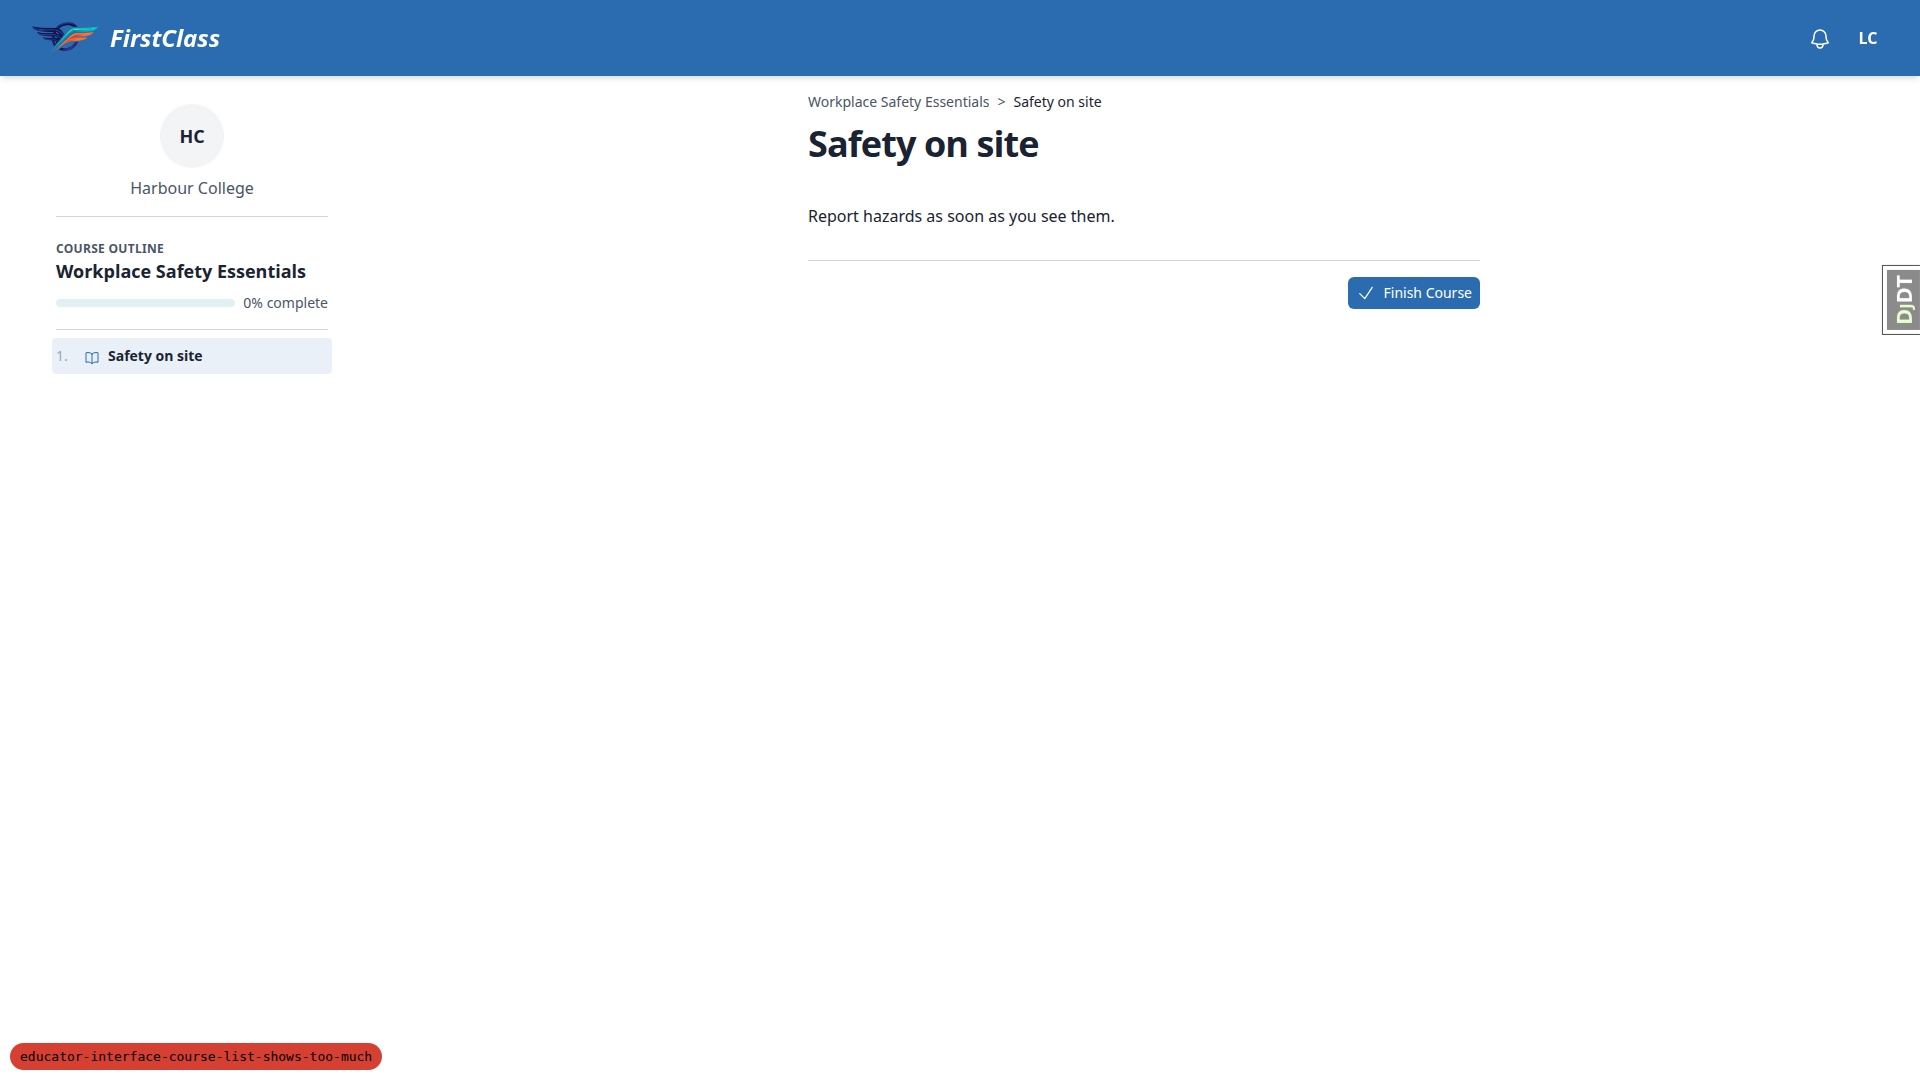 FirstClass
LC
HC
Harbour College
COURSE OUTLINE
Workplace Safety Essentials
0% complete
1. Safety on site
Workplace Safety Essentials > Safety on site
Safety on site
Report hazards as soon as you see them.
Finish Course
DjDT
educator-interface-course-list-shows-too-much